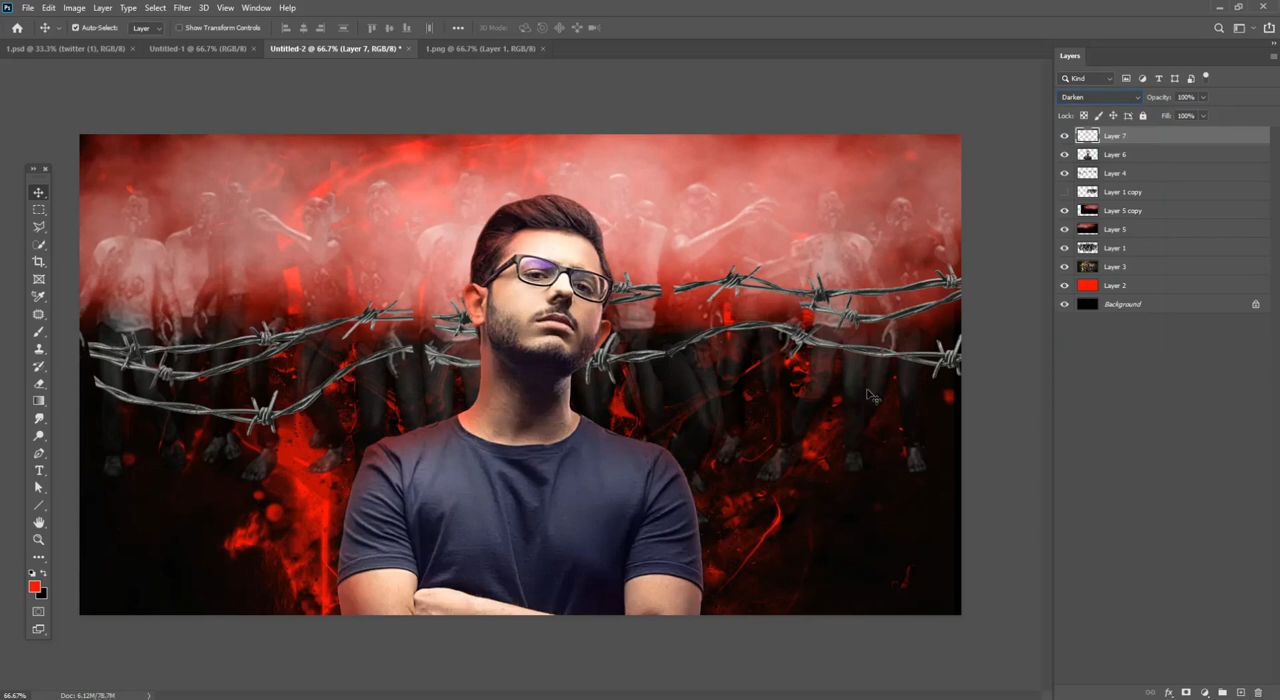 Ps File Edit Image Layer Type Select Filter 3D View Window Help
Auto-Select: Layer Show Transform Controls 3D Mode:
1.psd @ 33.3% (twitter (1), RGB/8) Untitled-1 @ 66.7% (RGB/8) Untitled-2 @ 66.7% (Layer 7, RGB/8) * 1.png @ 66.7% (Layer 1, RGB/8)
Layers
Kind
Darken Opacity: 100%
Lock: Fill: 100%
Layer 7
Layer 6
Layer 4
Layer 1 copy
Layer 5 copy
Layer 5
Layer 1
Layer 3
Layer 2
Background
66.67% Doc: 6.12M/78.7M